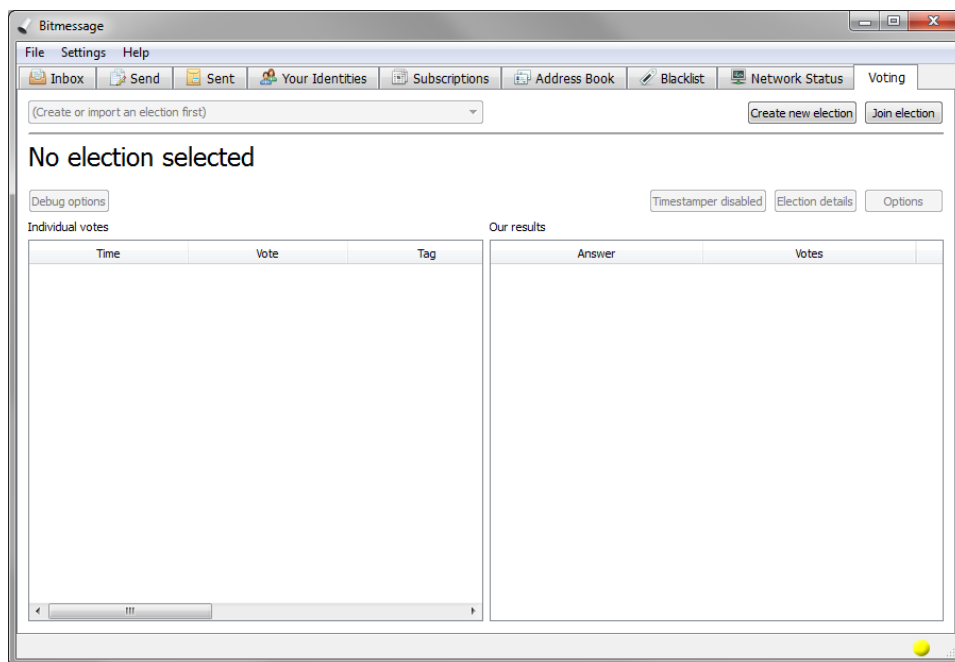 Bitmessage
File Settings Help
Inbox Send Sent Your Identities Subscriptions Address Book Blacklist Network Status Voting
(Create or import an election first) Create new election Join election
No election selected
Debug options Timestamper disabled Election details Options
Individual votes Our results
Time Vote Tag Answer Votes